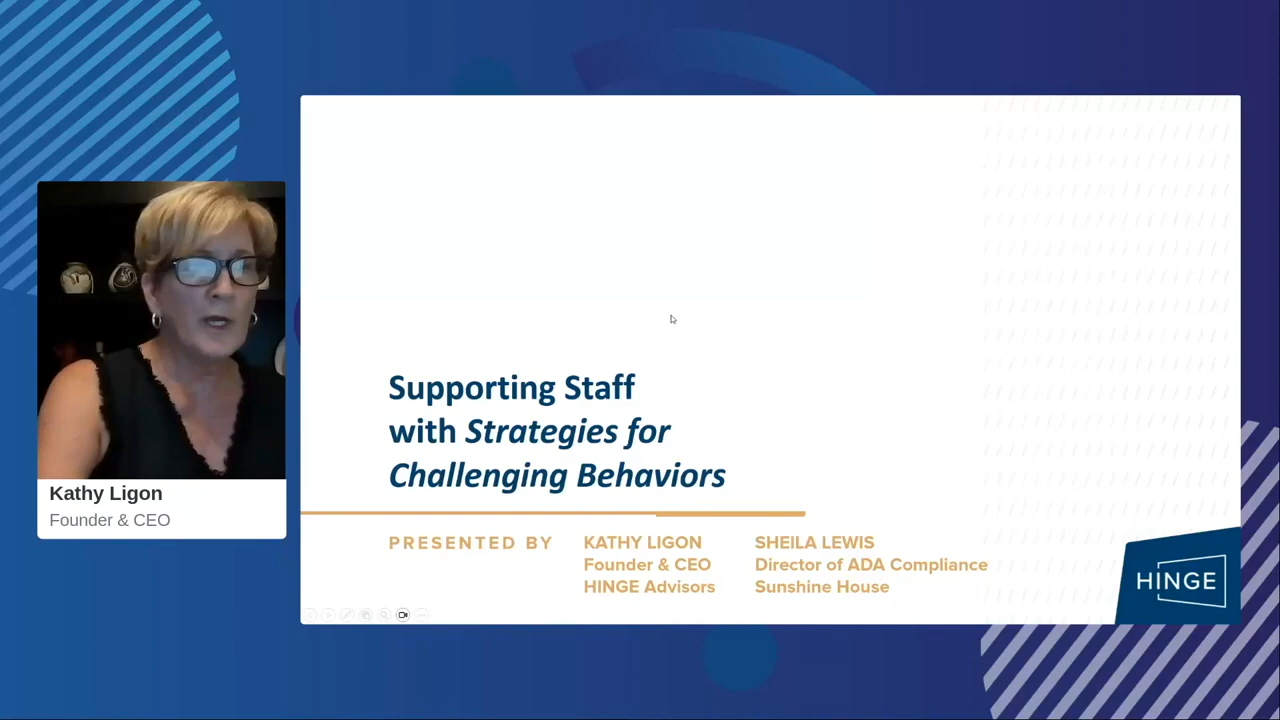 Kathy Ligon
Founder & CEO
Supporting Staff
with Strategies for
Challenging Behaviors
PRESENTED BY
KATHY LIGON
Founder & CEO
HINGE Advisors
SHEILA LEWIS
Director of ADA Compliance
Sunshine House
HINGE